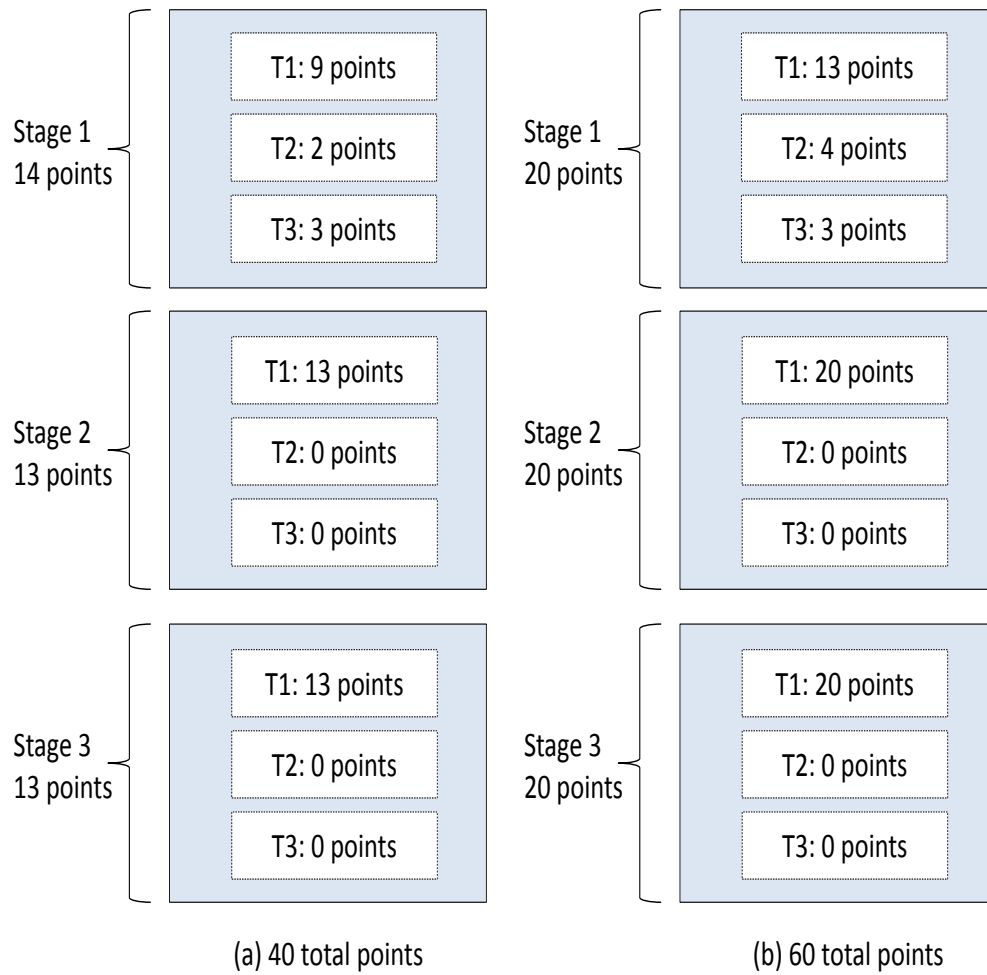 Stage 1
14 points
T1: 9 points
T2: 2 points
T3: 3 points
Stage 2
13 points
T1: 13 points
T2: 0 points
T3: 0 points
Stage 3
13 points
T1: 13 points
T2: 0 points
T3: 0 points
(a) 40 total points
Stage 1
20 points
T1: 13 points
T2: 4 points
T3: 3 points
Stage 2
20 points
T1: 20 points
T2: 0 points
T3: 0 points
Stage 3
20 points
T1: 20 points
T2: 0 points
T3: 0 points
(b) 60 total points